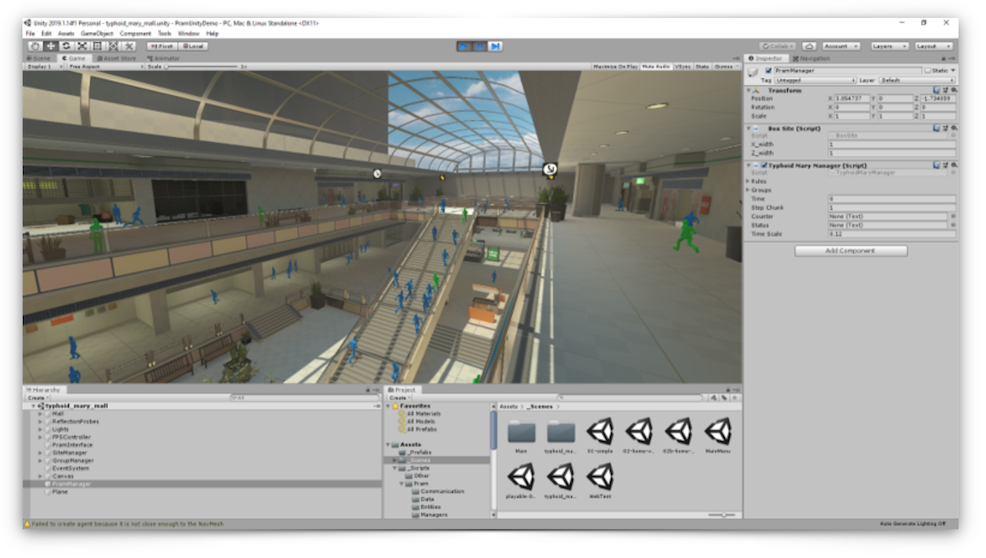 Unity 2019.1.14f1 Personal - typhoid_mary_mall.unity - PramUnityDemo - PC, Mac & Linux Standalone <DX11>
File Edit Assets GameObject Component Tools Window Help
Pivot Local Collab Account Layers Layout
Scene Game Asset Store Animator
Display 1 Free Aspect Scale 1x Maximize On Play Mute Audio VSync Stats Gizmos
Inspector Navigation
PramManager Static
Tag Untagged Layer Default
Transform
Position X 3.054737 Y 0 Z -1.734039
Rotation X 0 Y 0 Z 0
Scale X 1 Y 1 Z 1
Box Site (Script)
Script BoxSite
X_width 1
Z_width 1
Typhoid Mary Manager (Script)
Script TyphoidMaryManager
Rules
Groups
Time 0
Step Chunk 1
Counter None (Text)
Status None (Text)
Time Scale 0.12
Add Component
Hierarchy
Create All
typhoid_mary_mall
Mall
ReflectionProbes
Lights
FPSController
PramInterface
SiteManager
GroupManager
EventSystem
Canvas
PramManager
Plane
Project
Create
Favorites
All Materials
All Models
All Prefabs
Assets
_Prefabs
_Scenes
_Scripts
Other
Pram
Communication
Data
Entities
Managers
Assets > _Scenes >
Main typhoid_ma... 01-simple 02-home-v... 02b-home-... MainMenu
playable-0... typhoid_ma... WebTest
Failed to create agent because it is not close enough to the NavMesh
Auto Generate Lighting Off